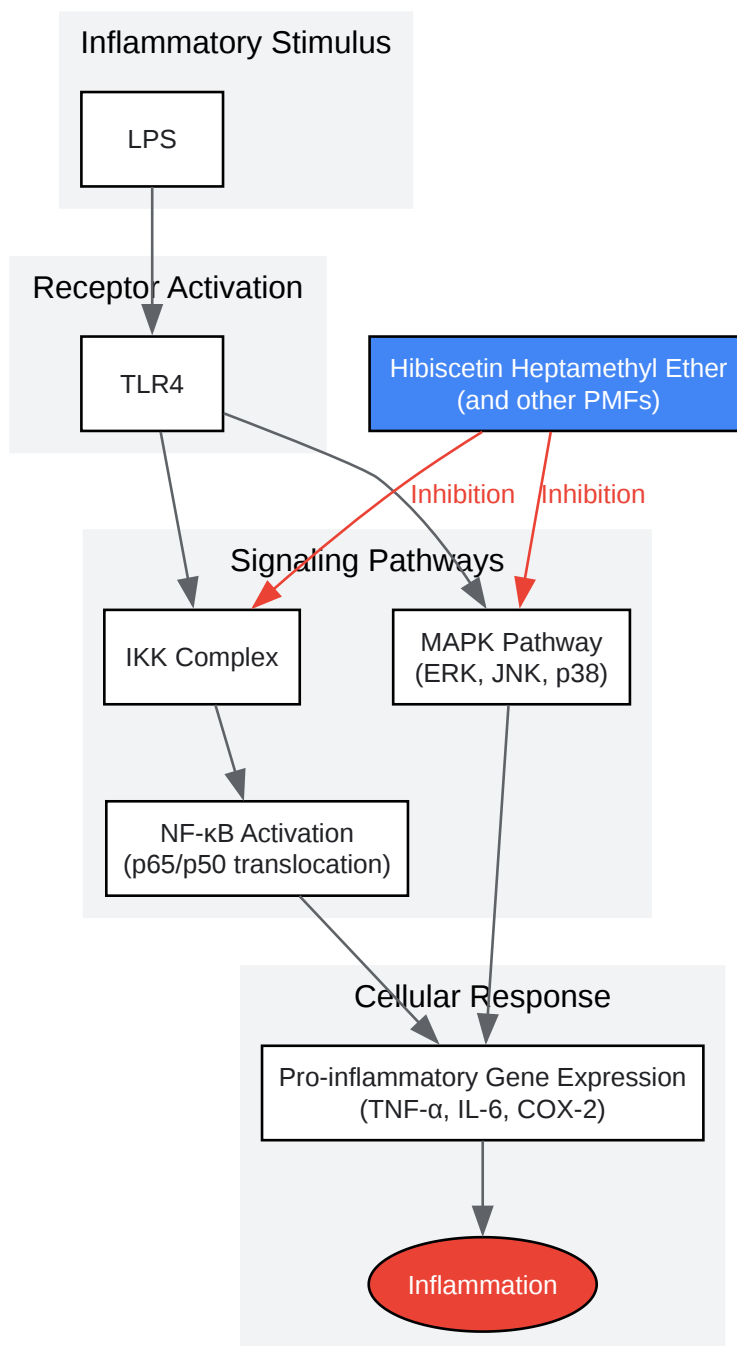 Inflammatory Stimulus
LPS
Receptor Activation
TLR4
Hibiscetin Heptamethyl Ether
(and other PMFs)
Inhibition
Inhibition
Signaling Pathways
IKK Complex
MAPK Pathway
(ERK, JNK, p38)
NF-κB Activation
(p65/p50 translocation)
Cellular Response
Pro-inflammatory Gene Expression
(TNF-α, IL-6, COX-2)
Inflammation